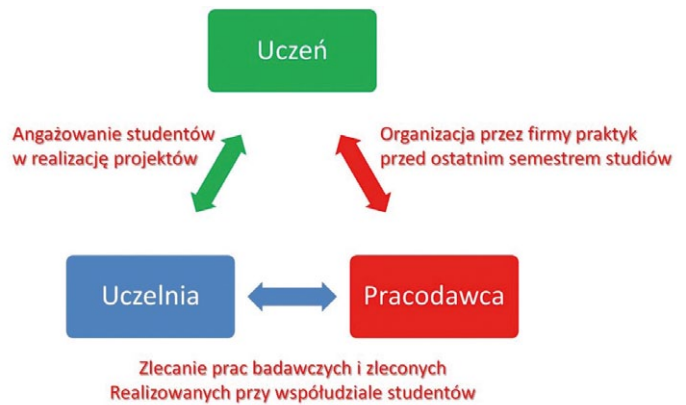 Uczeń
Angażowanie studentów
w realizację projektów
Organizacja przez firmy praktyk
przed ostatnim semestrem studiów
Uczelnia
Pracodawca
Zlecanie prac badawczych i zleconych
Realizowanych przy współudziale studentów